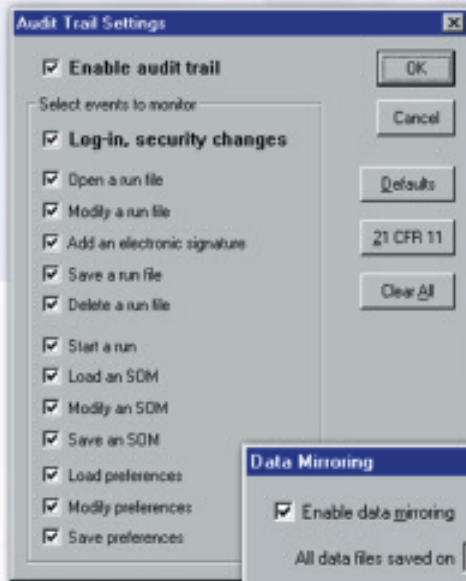 Audit Trail Settings
Enable audit trail
OK
Select events to monitor
Cancel
Log-in, security changes
Open a run file
Defaults
Modify a run file
Add an electronic signature
21 CFR 11
Save a run file
Delete a run file
Clear All
Start a run
Load an SOM
Modify an SOM
Save an SOM
Load preferences
Modify preferences
Save preferences
Data Mirroring
Enable data mirroring
All data files saved on